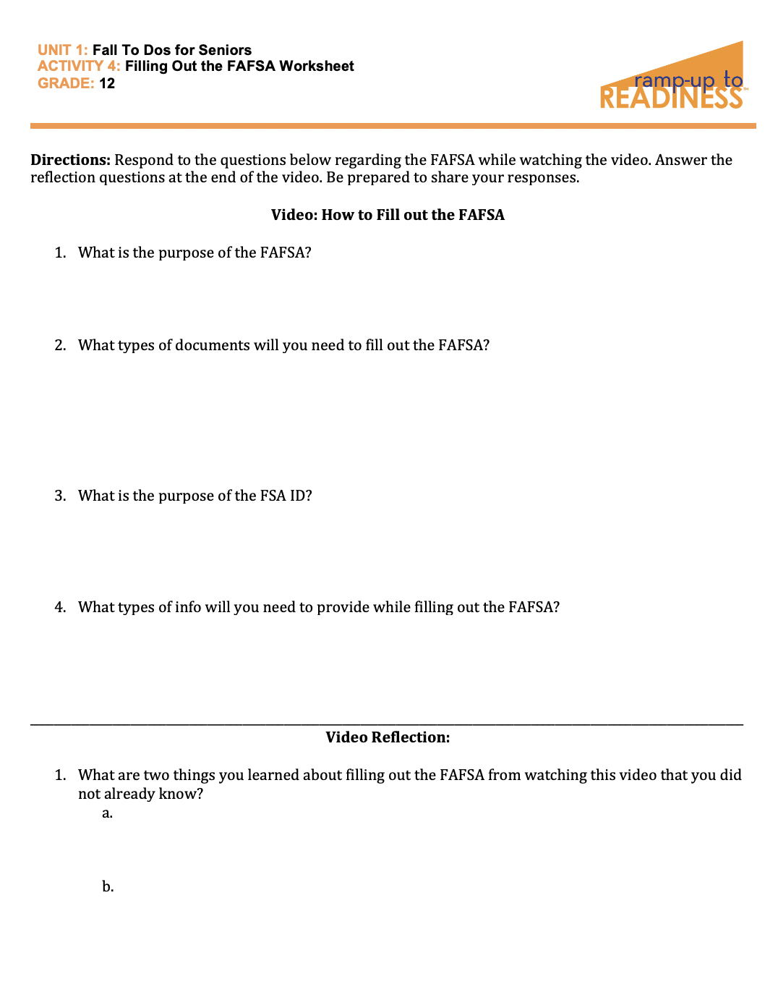 UNIT 1: Fall To Dos for Seniors
ACTIVITY 4: Filling Out the FAFSA Worksheet
GRADE: 12
ramp-up to
READINESS™
Directions: Respond to the questions below regarding the FAFSA while watching the video. Answer the
reflection questions at the end of the video. Be prepared to share your responses.
Video: How to Fill out the FAFSA
1. What is the purpose of the FAFSA?
2. What types of documents will you need to fill out the FAFSA?
3. What is the purpose of the FSA ID?
4. What types of info will you need to provide while filling out the FAFSA?
Video Reflection:
1. What are two things you learned about filling out the FAFSA from watching this video that you did
not already know?
a.
b.